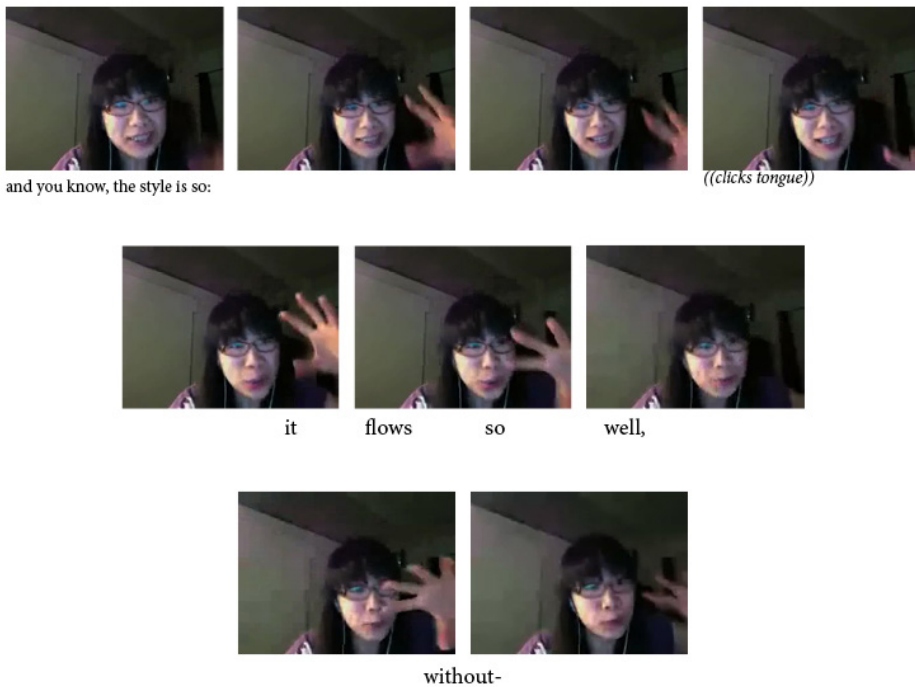 and you know, the style is so:
((clicks tongue))
it flows so well,
without-